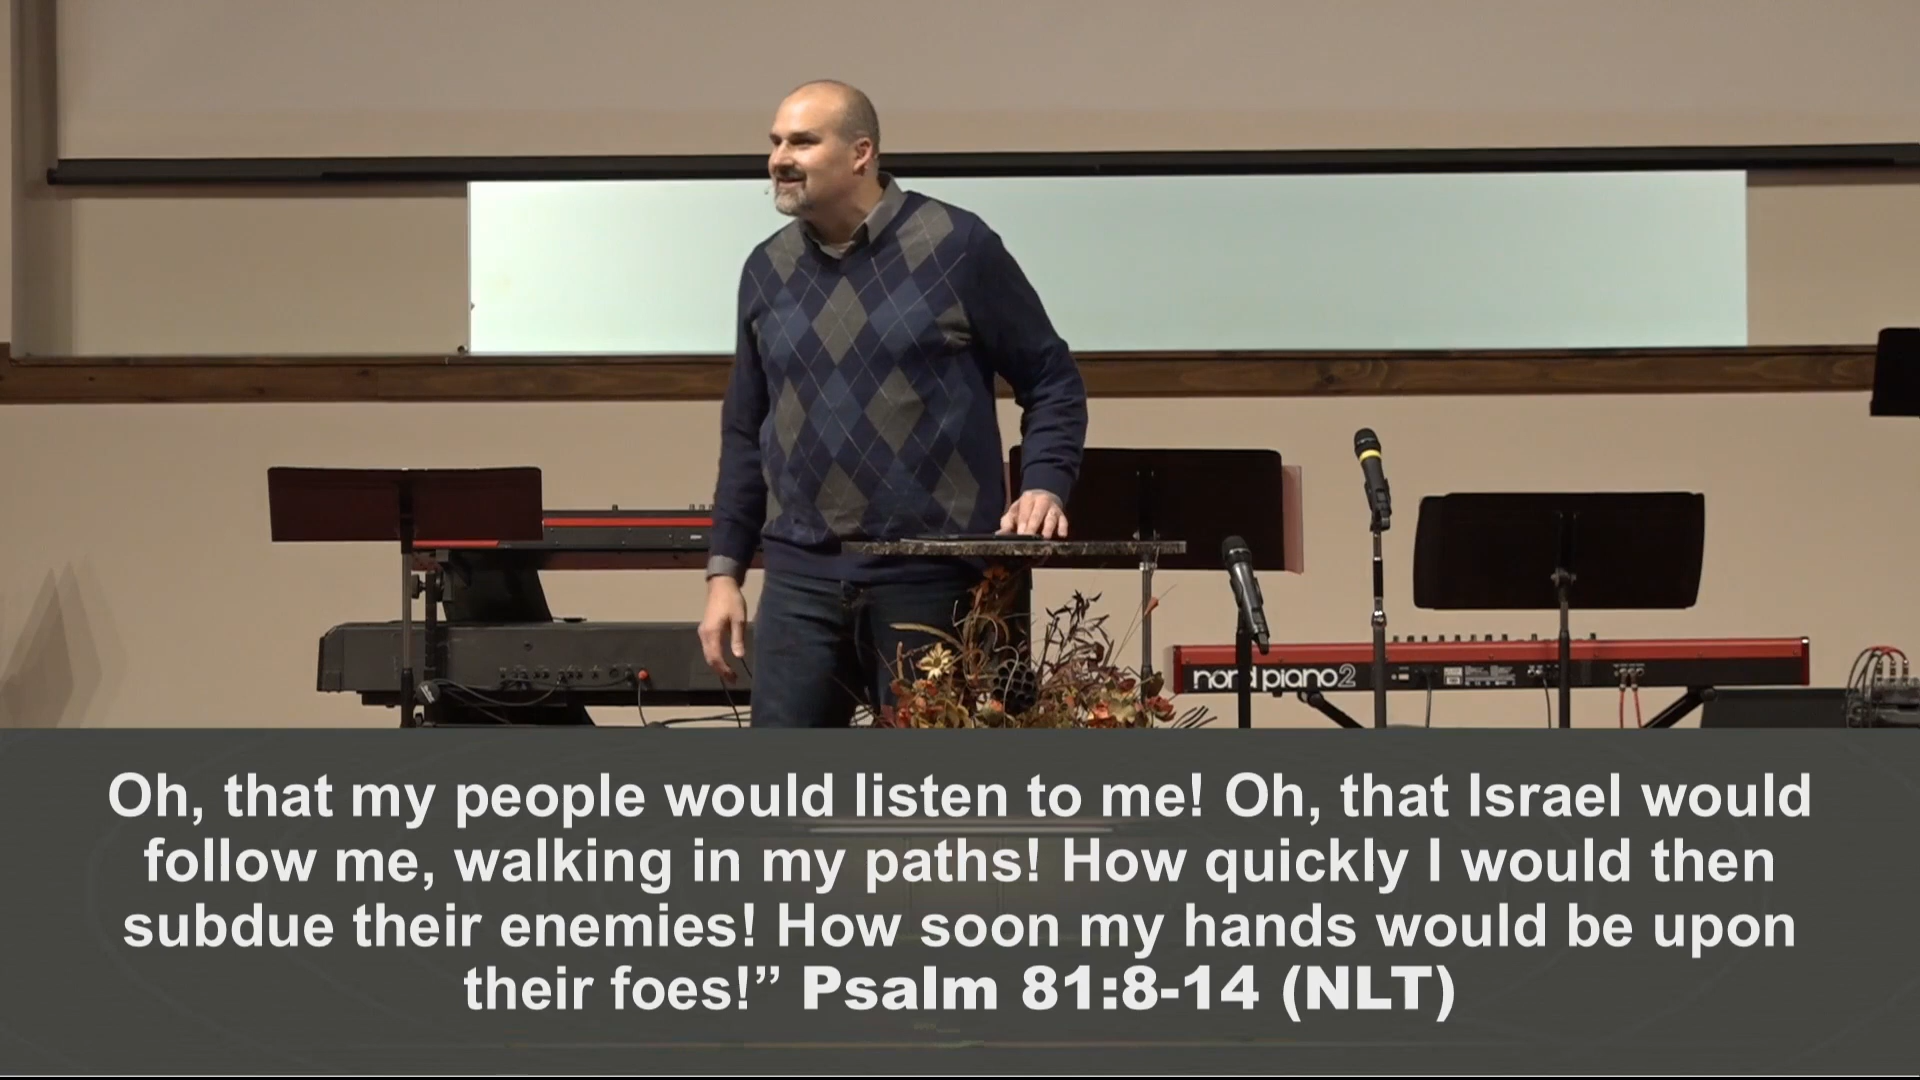 nord piano 2
Oh, that my people would listen to me! Oh, that Israel would
follow me, walking in my paths! How quickly I would then
subdue their enemies! How soon my hands would be upon
their foes!” Psalm 81:8-14 (NLT)